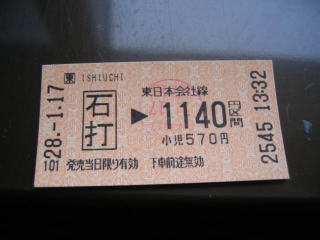 東 ISHIUCHI
東日本会社線
石打 ▶ 1140円区間
小児570円
28.-1.17
2545 13:32
101 発売当日限り有効 下車前途無効